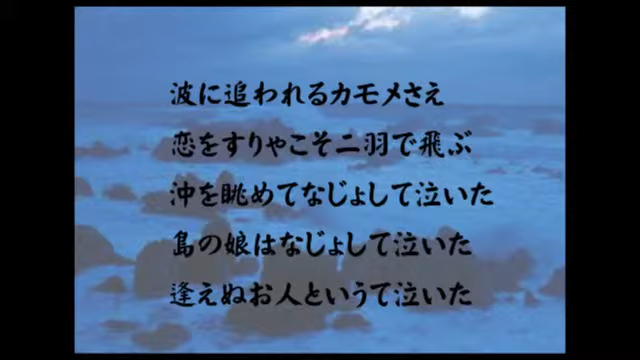 波に追われるカモメさえ
恋をすりゃこそ二羽で飛ぶ
沖を眺めてなじょして泣いた
島の娘はなじょして泣いた
逢えぬお人というて泣いた